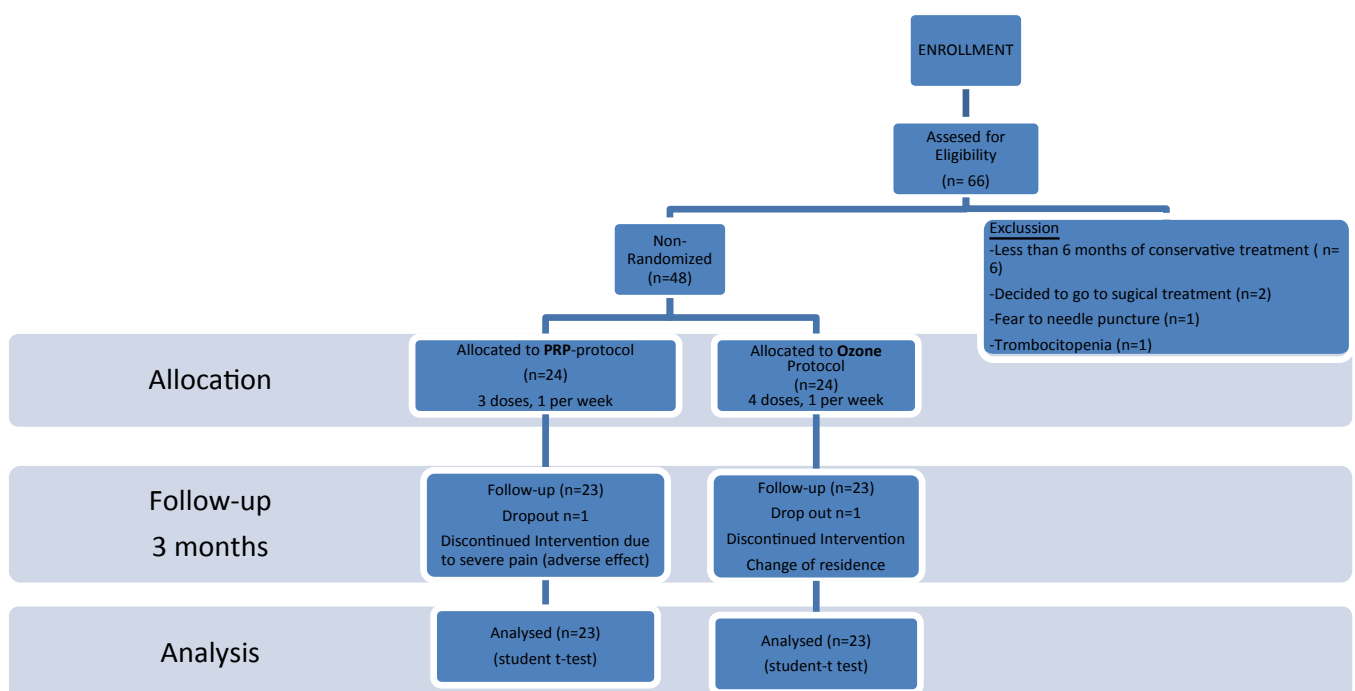 ENROLLMENT
Assesed for
Eligibility
(n= 66)
Non-
Randomized
(n=48)
Exclussion
-Less than 6 months of conservative treatment ( n=
6)
-Decided to go to sugical treatment (n=2)
-Fear to needle puncture (n=1)
-Trombocitopenia (n=1)
Allocation
Allocated to PRP-protocol
(n=24)
3 doses, 1 per week
Allocated to Ozone
Protocol
(n=24)
4 doses, 1 per week
Follow-up
3 months
Follow-up (n=23)
Dropout n=1
Discontinued Intervention due
to severe pain (adverse effect)
Follow-up (n=23)
Drop out n=1
Discontinued Intervention
Change of residence
Analysis
Analysed (n=23)
(student t-test)
Analysed (n=23)
(student-t test)